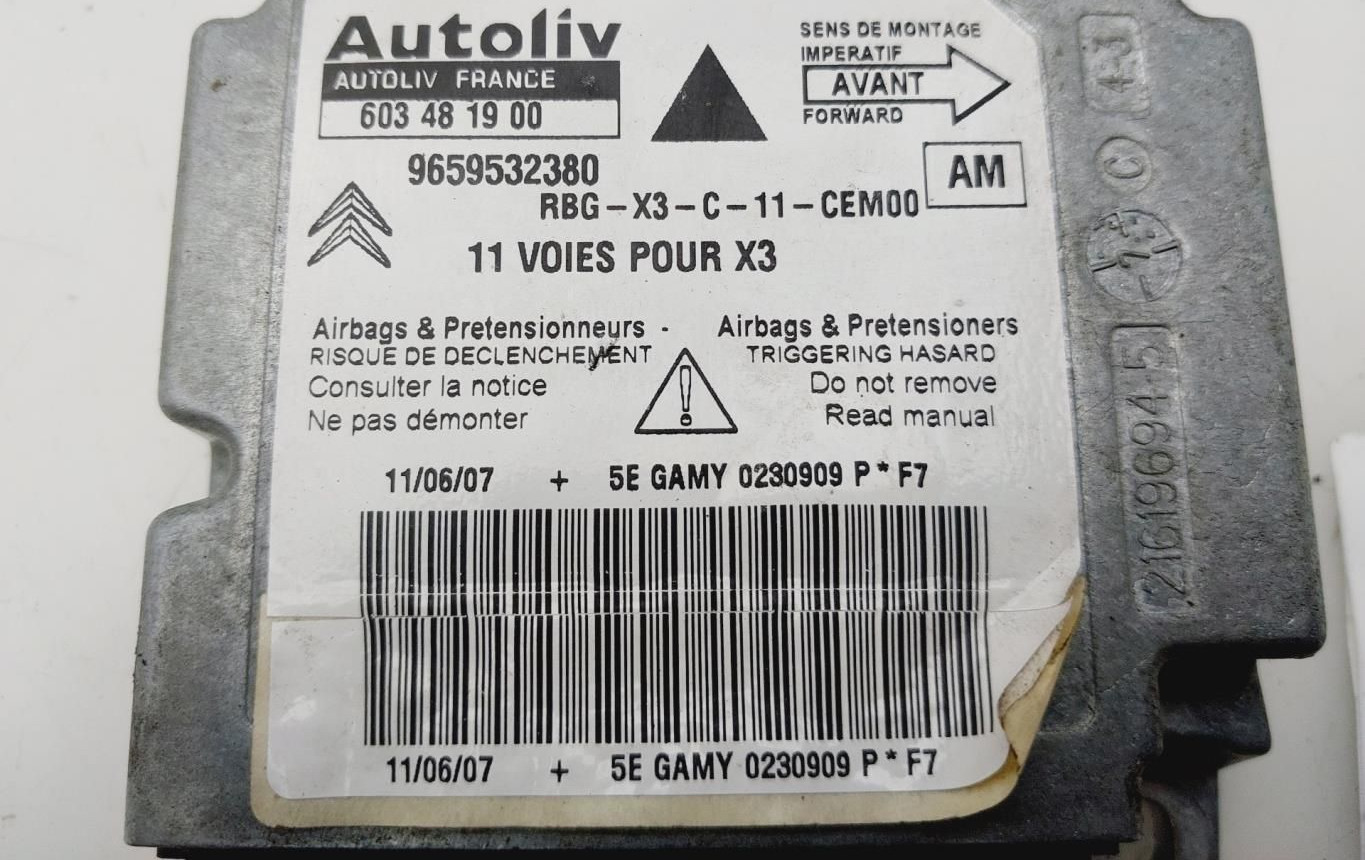 Autoliv
AUTOLIV FRANCE
603 48 19 00
SENS DE MONTAGE
IMPERATIF
AVANT
FORWARD
9659532380
AM
RBG-X3-C-11-CEM00
11 VOIES POUR X3
Airbags & Pretensionneurs - Airbags & Pretensioners
RISQUE DE DECLENCHEMENT
TRIGGERING HASARD
Consulter la notice
Do not remove
Ne pas démonter
Read manual
11/06/07 + 5E GAMY 0230909 P * F7
11/06/07 + 5E GAMY 0230909 P * F7
43
C
21619694 5